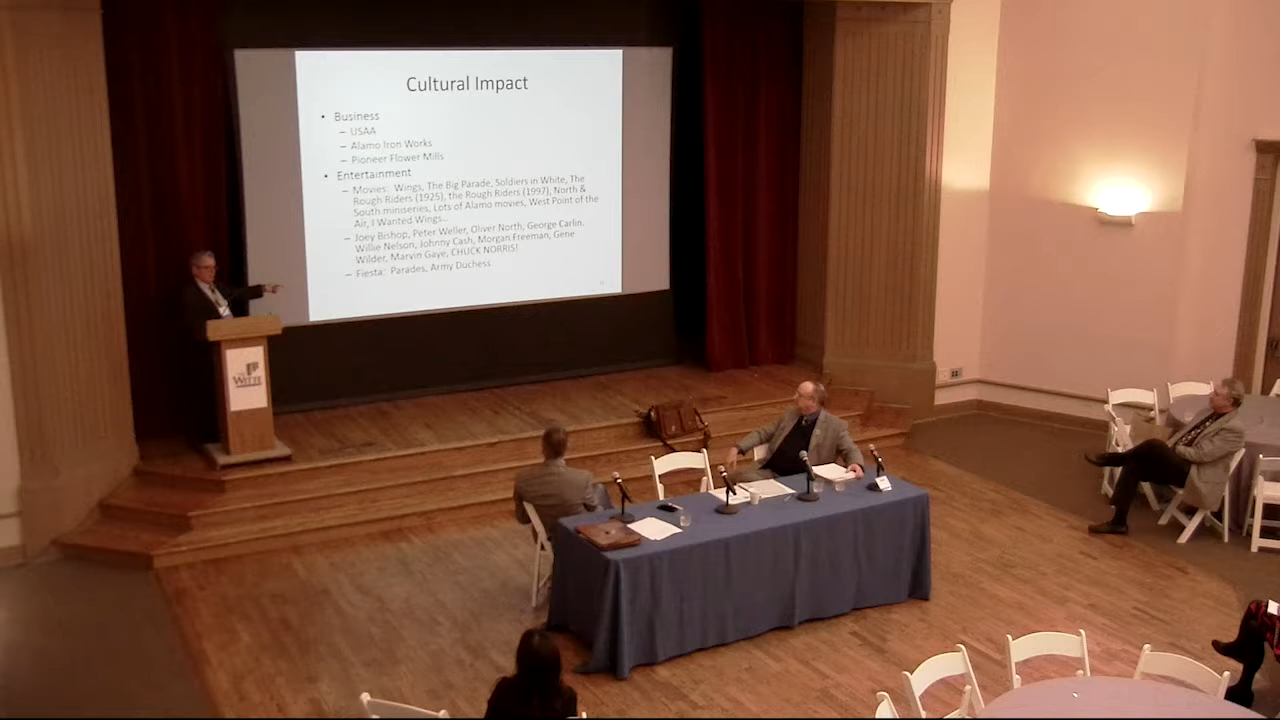 Cultural Impact
• Business
– USAA
– Alamo Iron Works
– Pioneer Flower Mills
• Entertainment
– Movies: Wings, The Big Parade, Soldiers in White, The
Rough Riders (1925), the Rough Riders (1997), North &
South miniseries, Lots of Alamo movies, West Point of the
Air, I Wanted Wings...
– Joey Bishop, Peter Weller, Oliver North, George Carlin.
Willie Nelson, Johnny Cash, Morgan Freeman, Gene
Wilder, Marvin Gaye, CHUCK NORRIS!
– Fiesta: Parades, Army Duchess
THE
WITTE